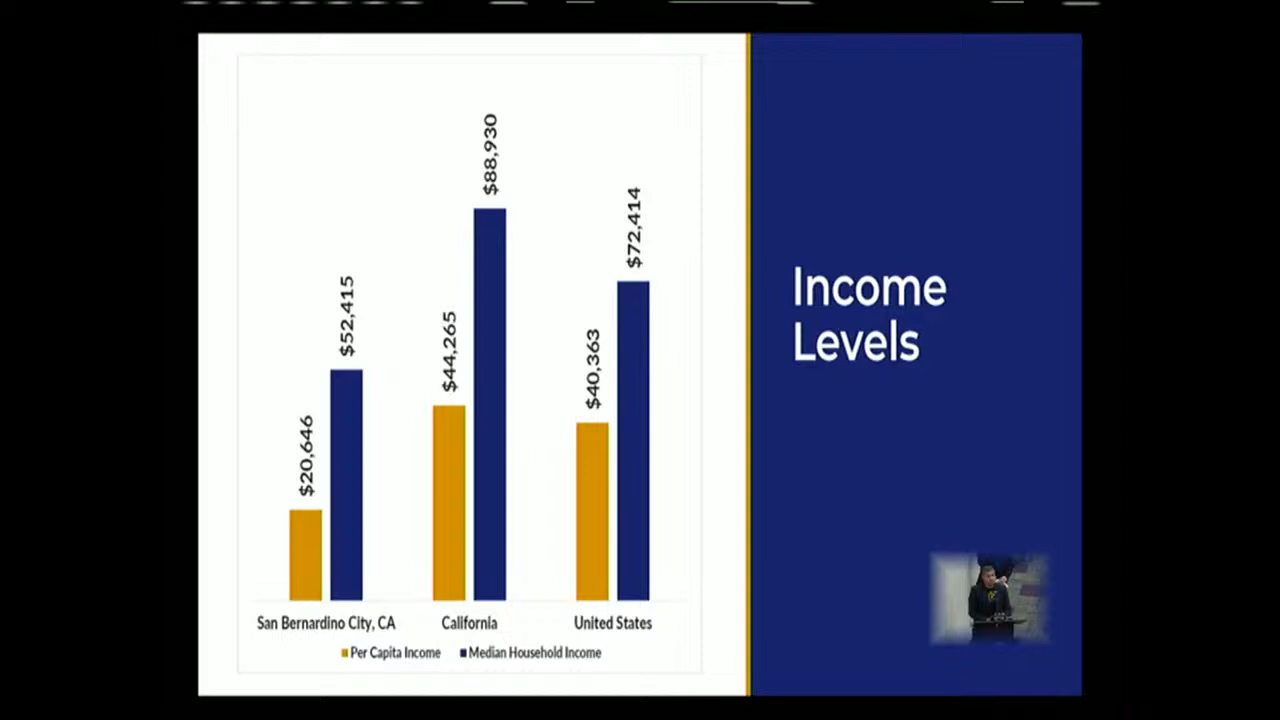 $88,930
$72,414
$52,415
$44,265
$40,363
$20,646
Income
Levels
San Bernardino City, CA
California
United States
Per Capita Income
Median Household Income